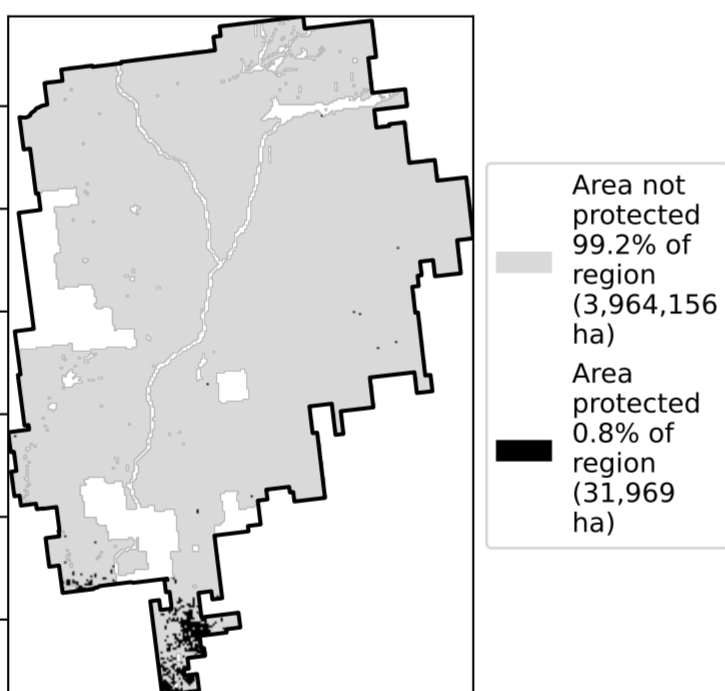 Area not
protected
99.2% of
region
(3,964,156
ha)
Area
protected
0.8% of
region
(31,969
ha)